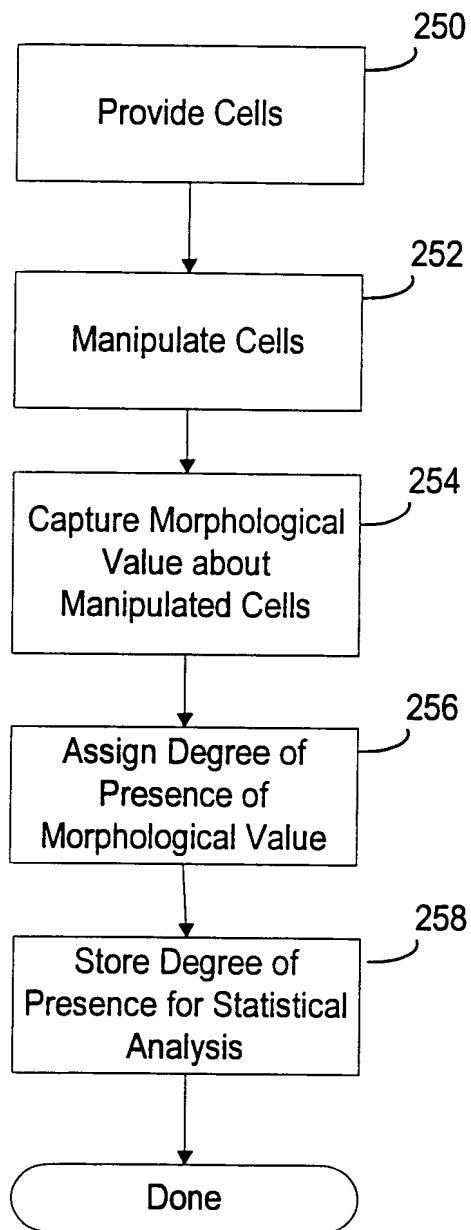 250
Provide Cells
252
Manipulate Cells
254
Capture Morphological
Value about
Manipulated Cells
256
Assign Degree of
Presence of
Morphological Value
258
Store Degree of
Presence for Statistical
Analysis
Done